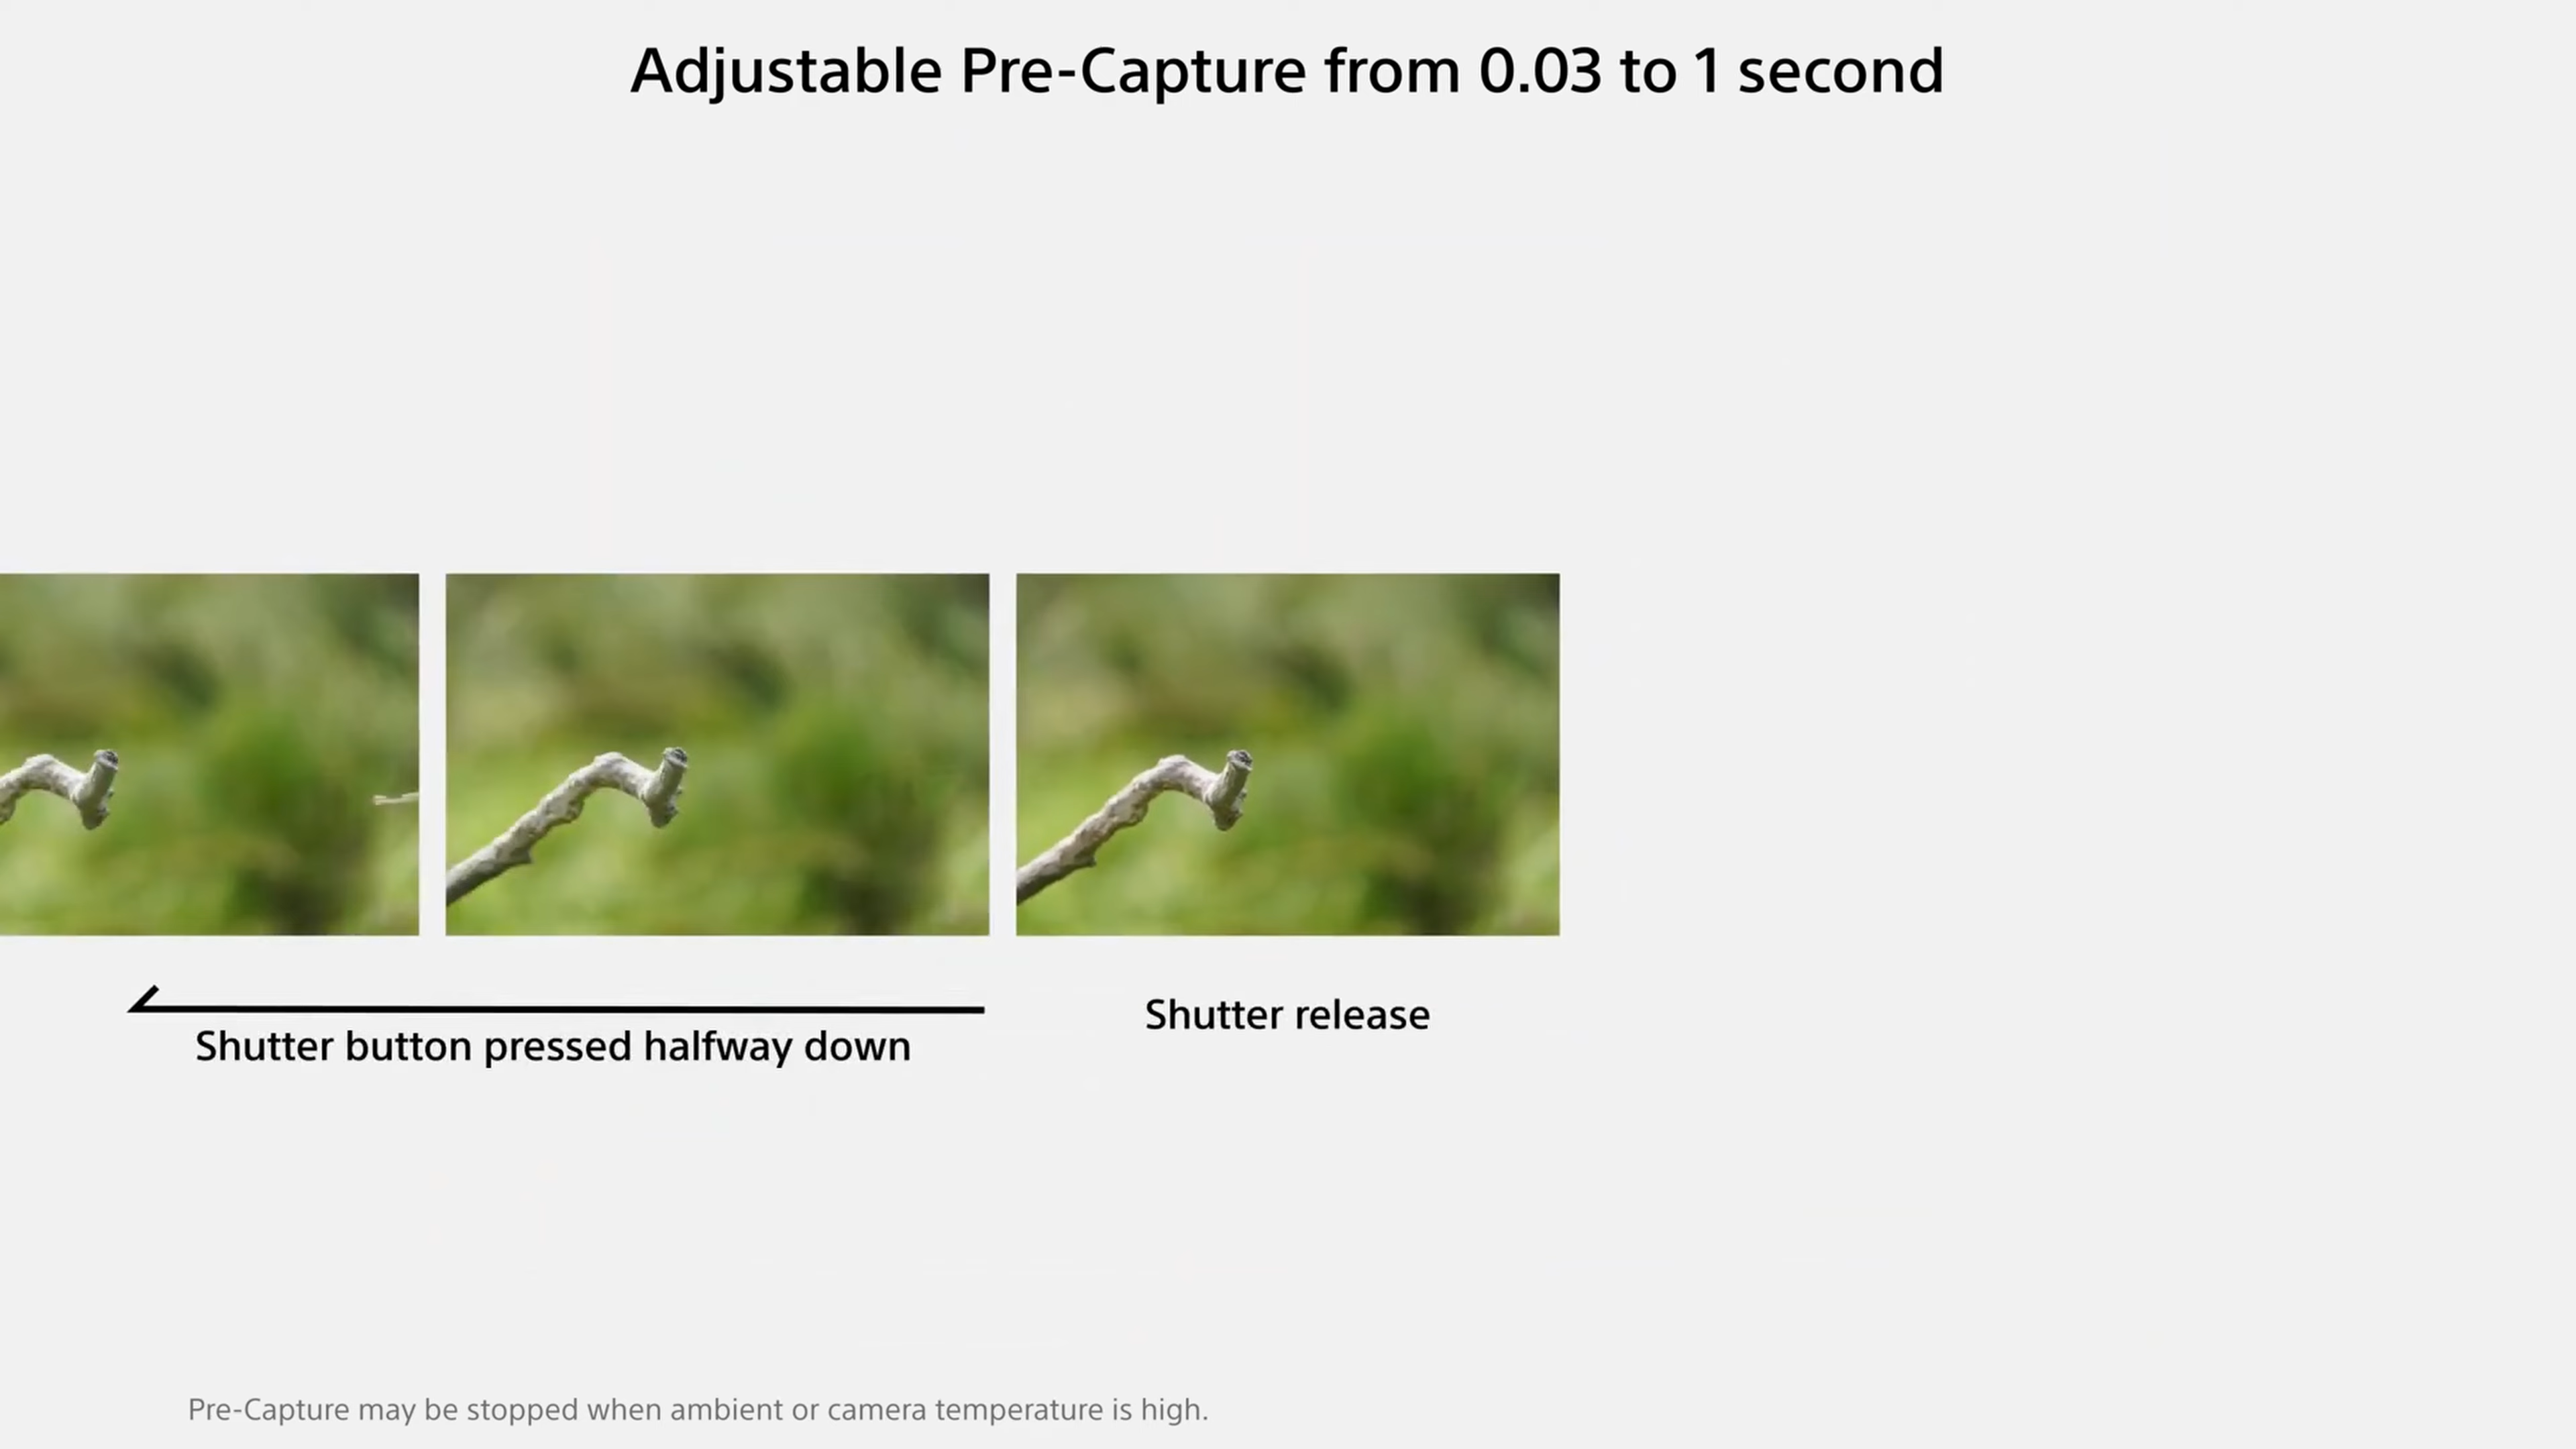 Adjustable Pre-Capture from 0.03 to 1 second
Shutter release
Shutter button pressed halfway down
Pre-Capture may be stopped when ambient or camera temperature is high.